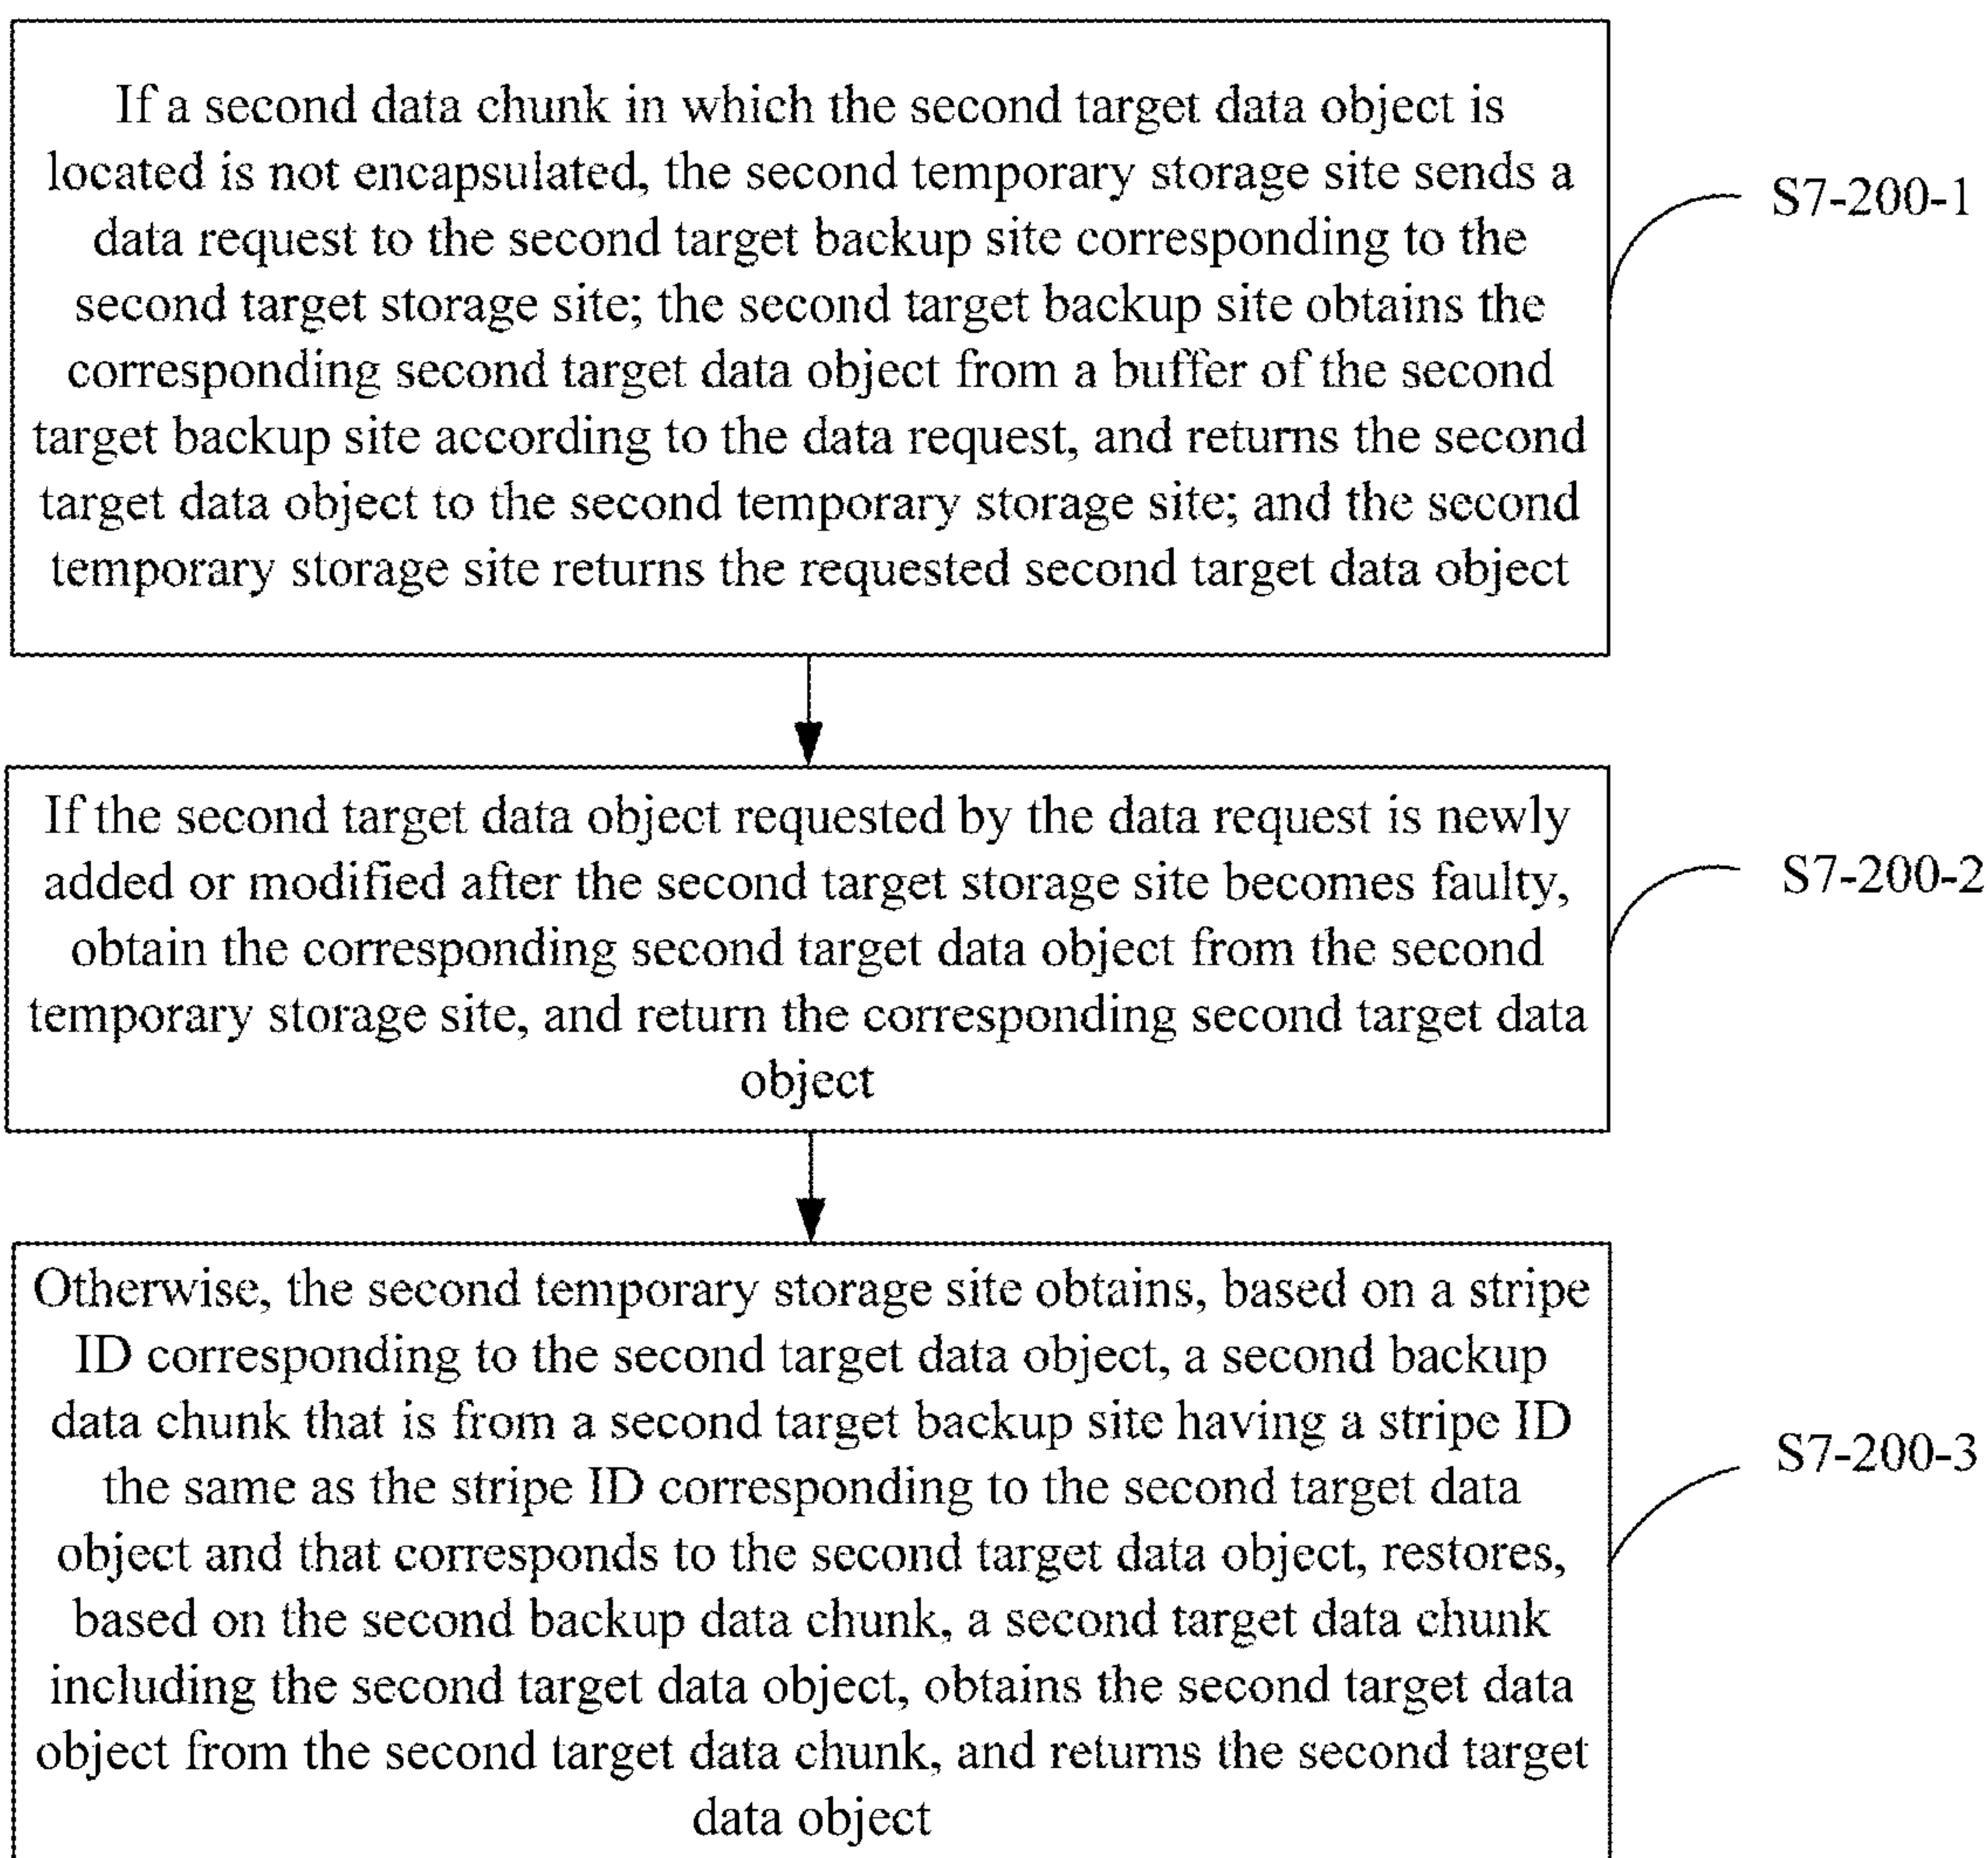 If a second data chunk in which the second target data object is
located is not encapsulated, the second temporary storage site sends a
data request to the second target backup site corresponding to the
second target storage site; the second target backup site obtains the
corresponding second target data object from a buffer of the second
target backup site according to the data request, and returns the second
target data object to the second temporary storage site; and the second
temporary storage site returns the requested second target data object
S7-200-1
If the second target data object requested by the data request is newly
added or modified after the second target storage site becomes faulty,
obtain the corresponding second target data object from the second
temporary storage site, and return the corresponding second target data
object
S7-200-2
Otherwise, the second temporary storage site obtains, based on a stripe
ID corresponding to the second target data object, a second backup
data chunk that is from a second target backup site having a stripe ID
the same as the stripe ID corresponding to the second target data
object and that corresponds to the second target data object, restores,
based on the second backup data chunk, a second target data chunk
including the second target data object, obtains the second target data
object from the second target data chunk, and returns the second target
data object
S7-200-3